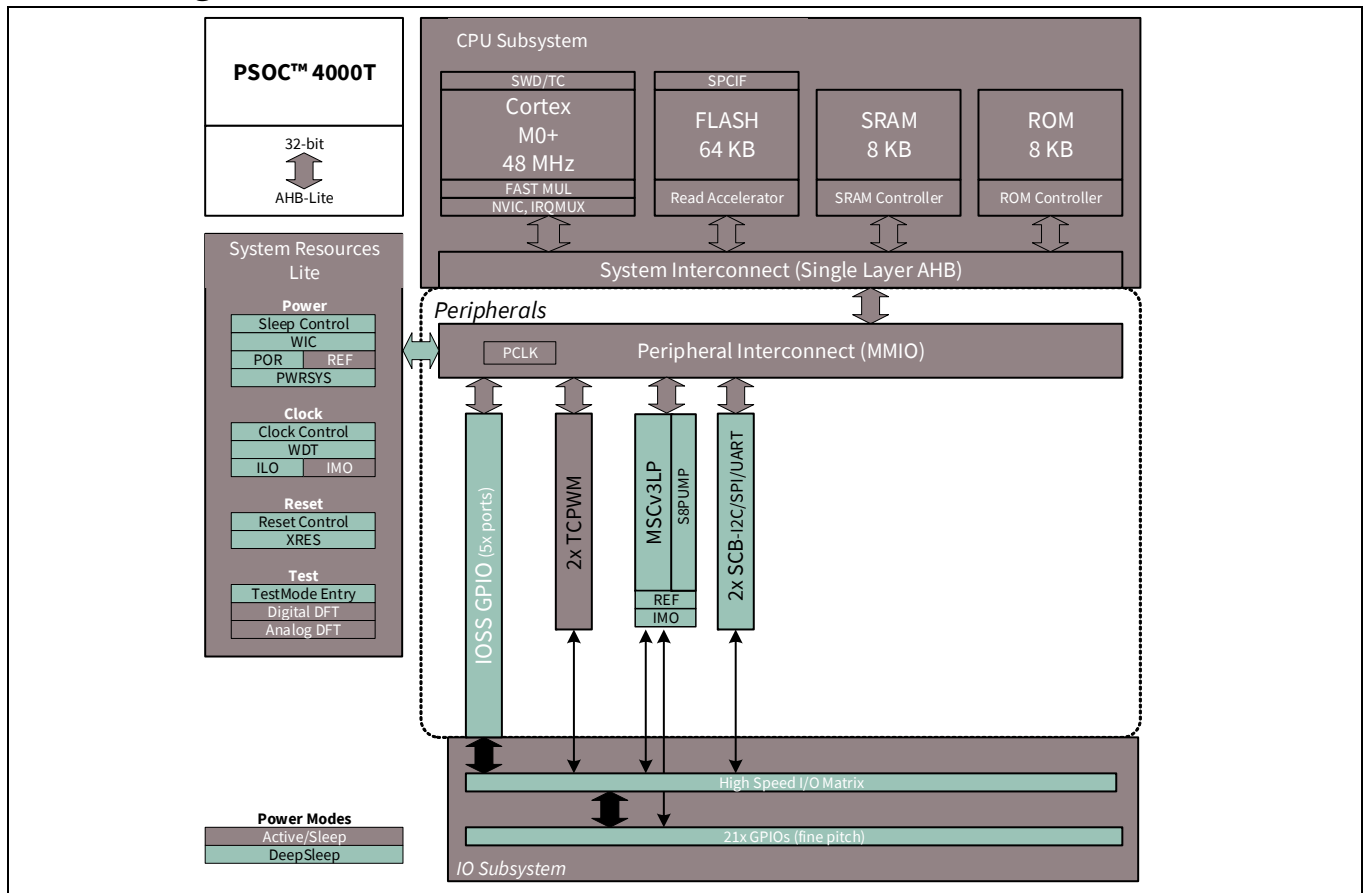 PSOC™ 4000T
32-bit
AHB-Lite
System Resources
Lite
Power
Sleep Control
WIC
POR REF
PWRSYS
Clock
Clock Control
WDT
ILO IMO
Reset
Reset Control
XRES
Test
TestMode Entry
Digital DFT
Analog DFT
Power Modes
Active/Sleep
DeepSleep
CPU Subsystem
SWD/TC
Cortex
M0+
48 MHz
FAST MUL
NVIC, IRQMUX
SPCIF
FLASH
64 KB
Read Accelerator
SRAM
8 KB
SRAM Controller
ROM
8 KB
ROM Controller
System Interconnect (Single Layer AHB)
Peripherals
PCLK
Peripheral Interconnect (MMIO)
IOSS GPIO (5x ports)
2x TCPWM
MSCv3LP
S8PUMP
REF
IMO
2x SCB-I2C/SPI/UART
High Speed I/O Matrix
21x GPIOs (fine pitch)
IO Subsystem